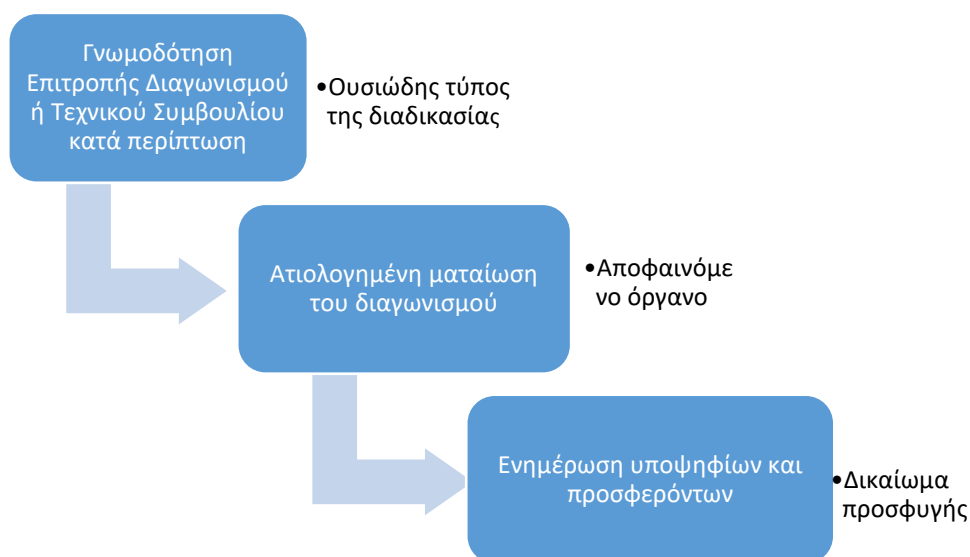 Γνωμοδότηση
Επιτροπής Διαγωνισμού
ή Τεχνικού Συμβουλίου
κατά περίπτωση
•Ουσιώδης τύπος
της διαδικασίας
Ατιολογημένη ματαίωση
του διαγωνισμού
•Αποφαινόμε
νο όργανο
Ενημέρωση υποψηφίων και
προσφερόντων
•Δικαίωμα
προσφυγής